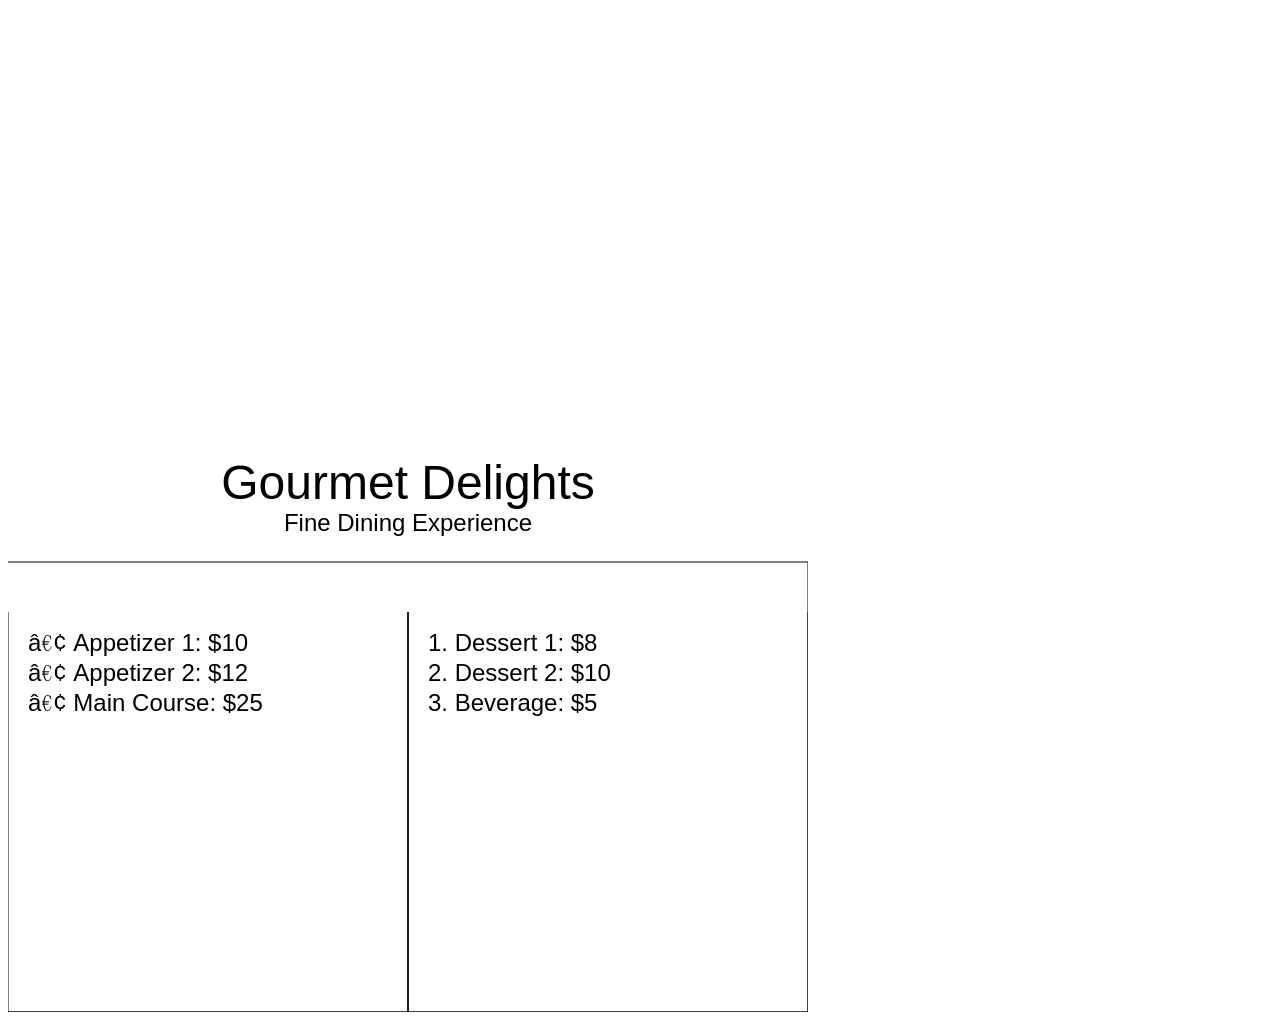 Gourmet Delights
Fine Dining Experience
â€¢ Appetizer 1: $10
â€¢ Appetizer 2: $12
â€¢ Main Course: $25
1. Dessert 1: $8
2. Dessert 2: $10
3. Beverage: $5